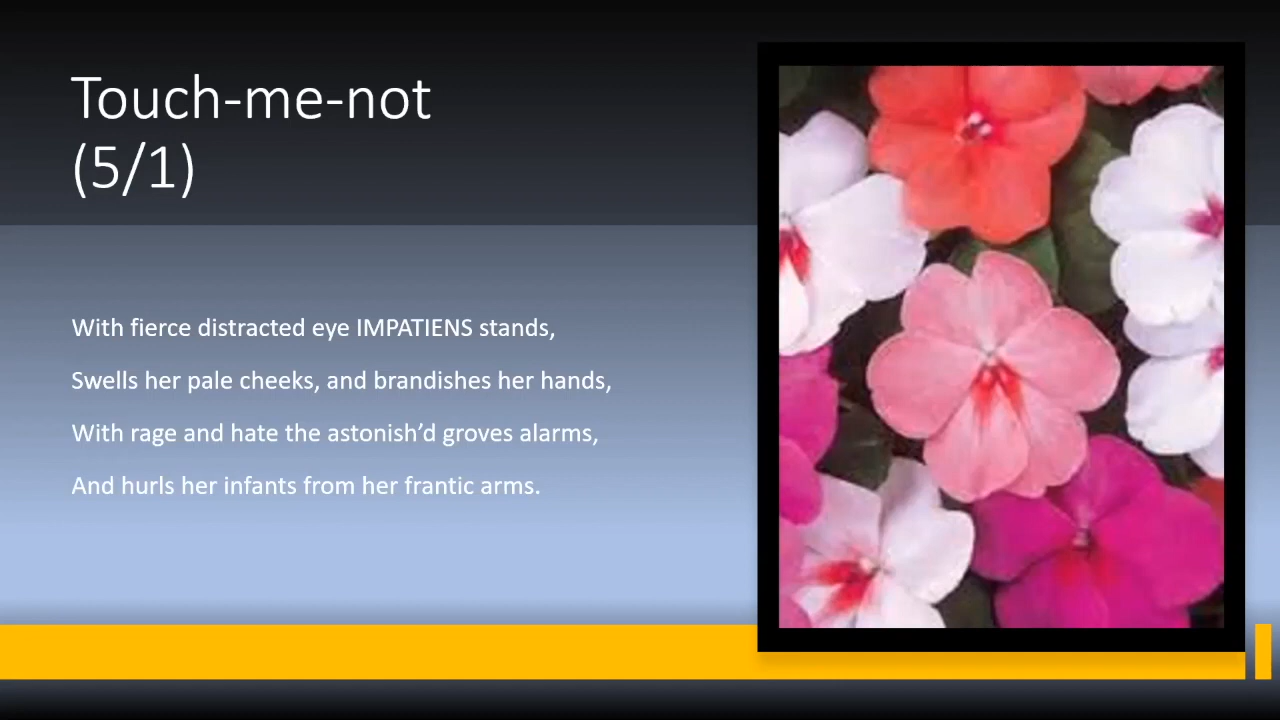 Touch-me-not
(5/1)
With fierce distracted eye IMPATIENS stands,
Swells her pale cheeks, and brandishes her hands,
With rage and hate the astonish’d groves alarms,
And hurls her infants from her frantic arms.